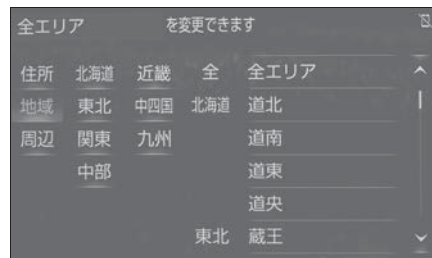 全エリア を変更できます
住所 北海道 近畿 全 全エリア
地域 東北 中四国 北海道 道北
周辺 関東 九州 道南
中部 道東
道央
東北 蔵王